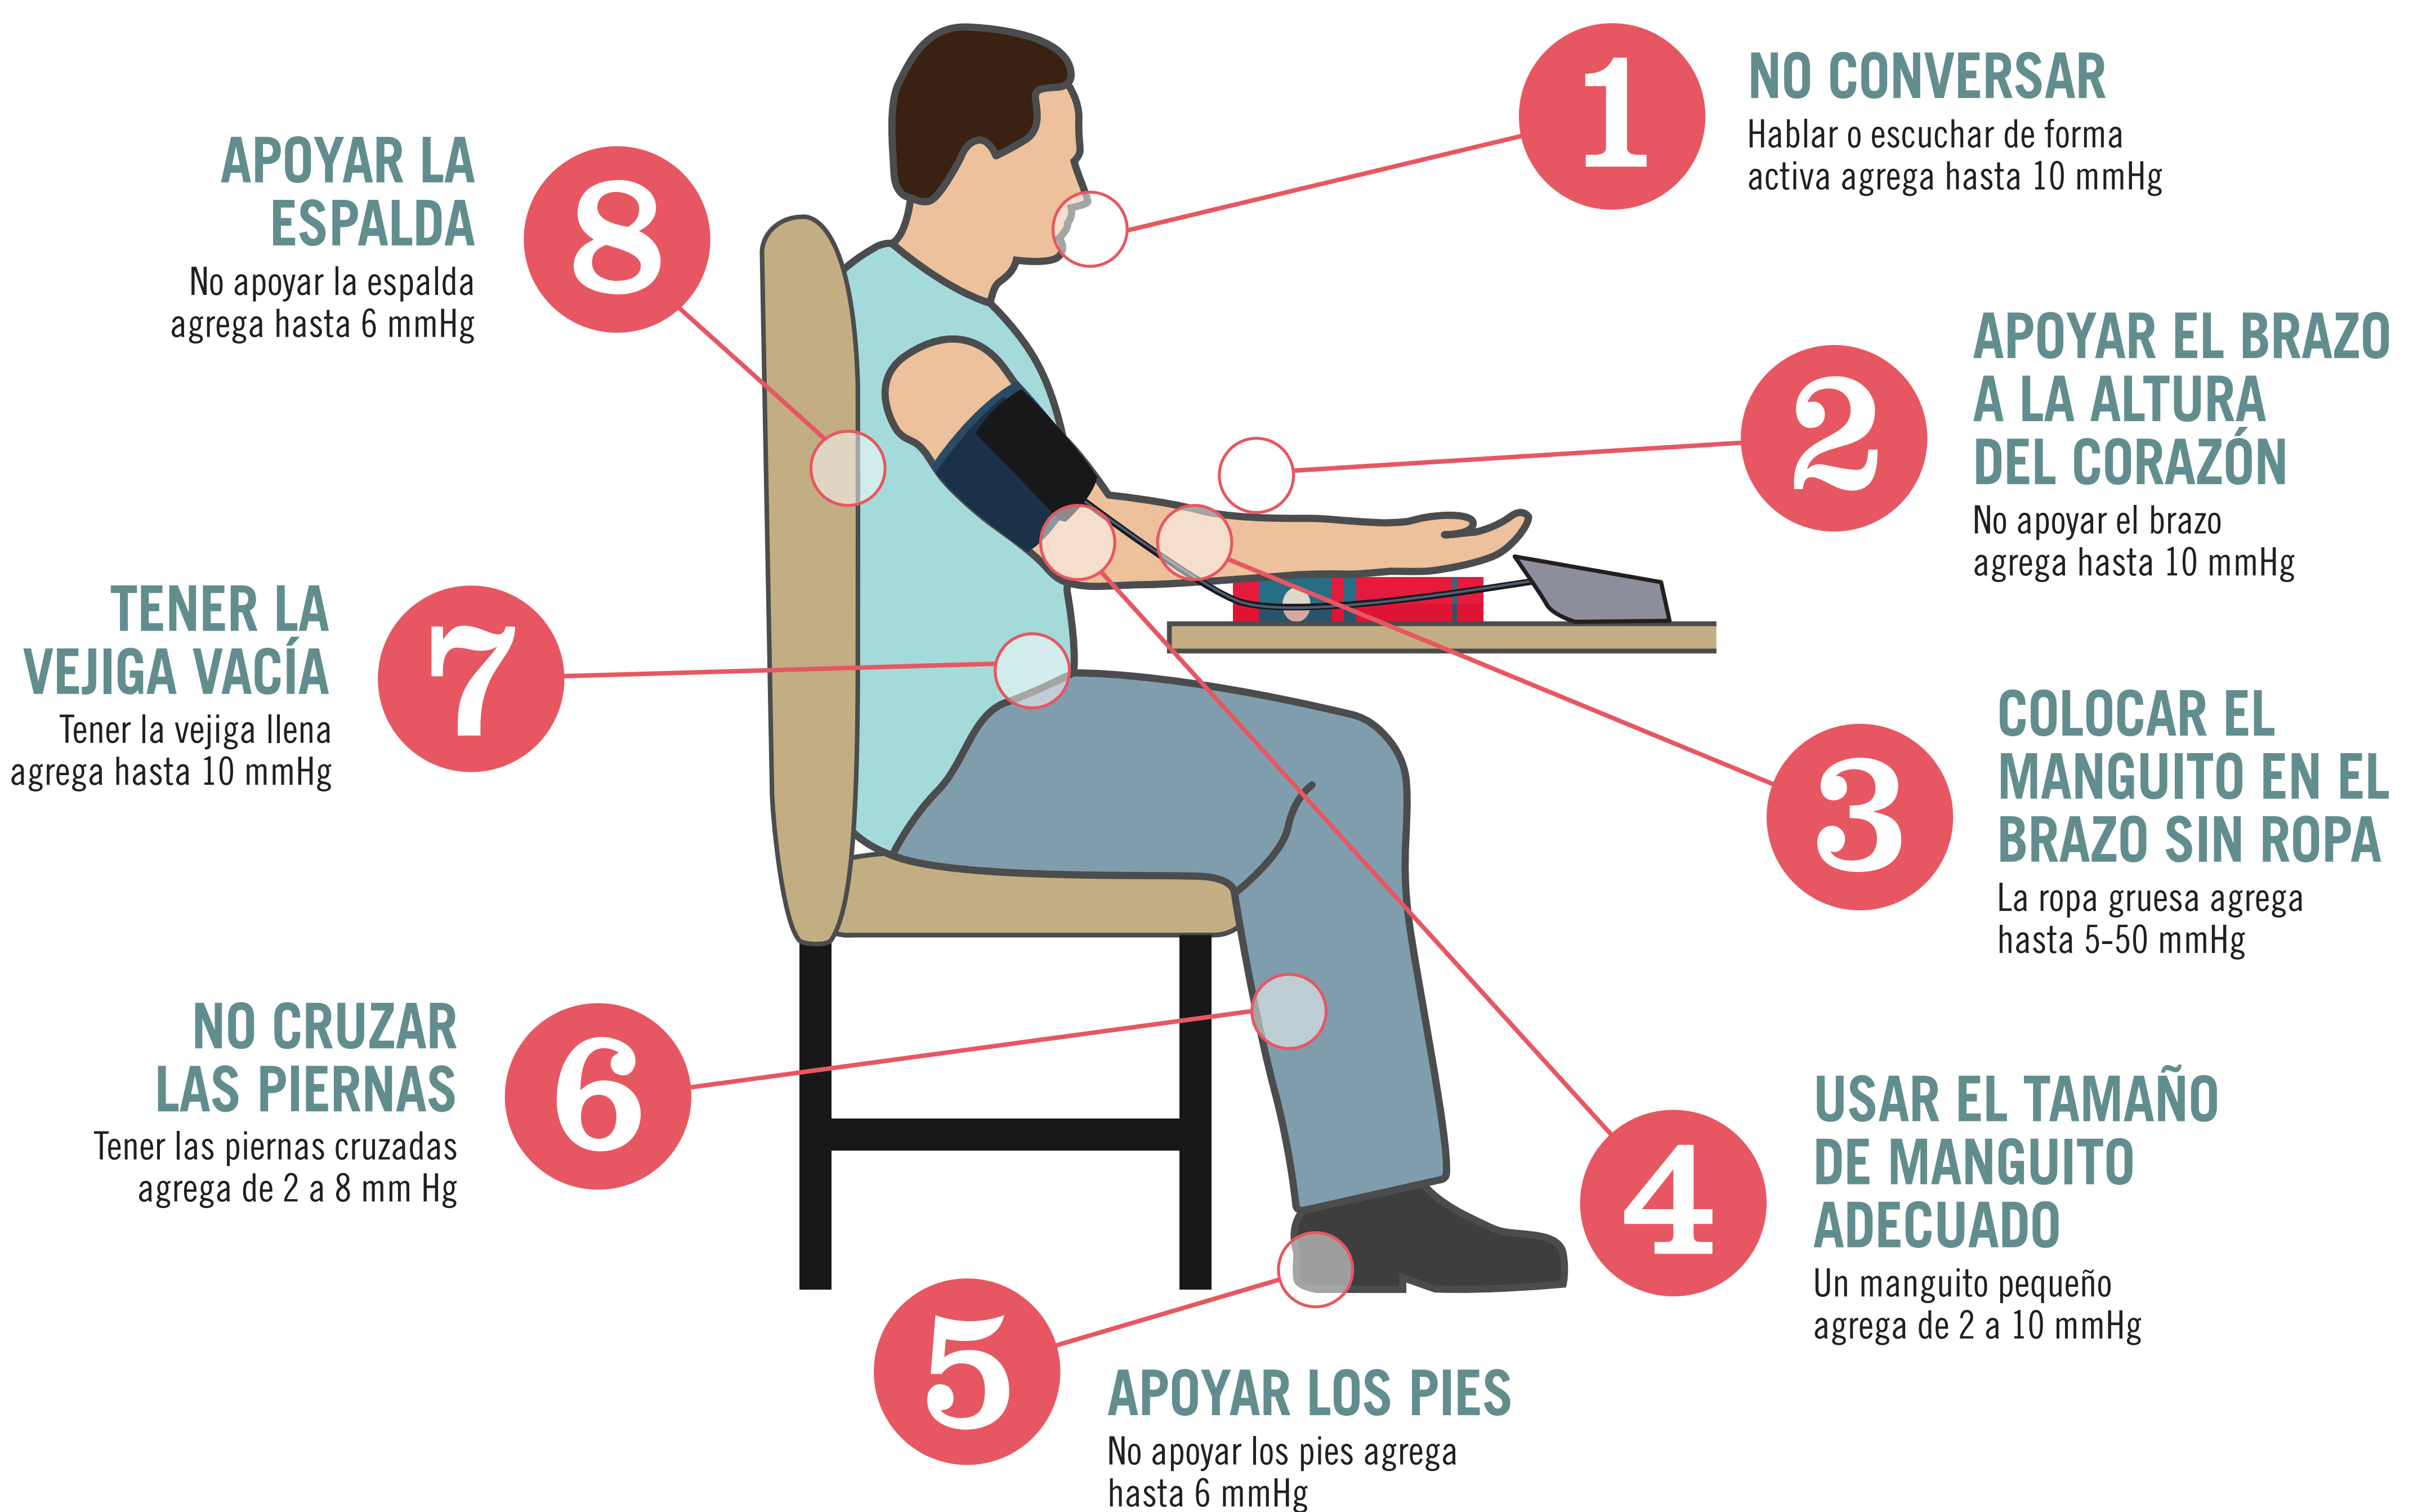 1
NO CONVERSAR
Hablar o escuchar de forma
activa agrega hasta 10 mmHg
2
APOYAR EL BRAZO
A LA ALTURA
DEL CORAZÓN
No apoyar el brazo
agrega hasta 10 mmHg
3
COLOCAR EL
MANGUITO EN EL
BRAZO SIN ROPA
La ropa gruesa agrega
hasta 5-50 mmHg
4
USAR EL TAMAÑO
DE MANGUITO
ADECUADO
Un manguito pequeño
agrega de 2 a 10 mmHg
5
APOYAR LOS PIES
No apoyar los pies agrega
hasta 6 mmHg
6
NO CRUZAR
LAS PIERNAS
Tener las piernas cruzadas
agrega de 2 a 8 mm Hg
7
TENER LA
VEJIGA VACÍA
Tener la vejiga llena
agrega hasta 10 mmHg
8
APOYAR LA
ESPALDA
No apoyar la espalda
agrega hasta 6 mmHg